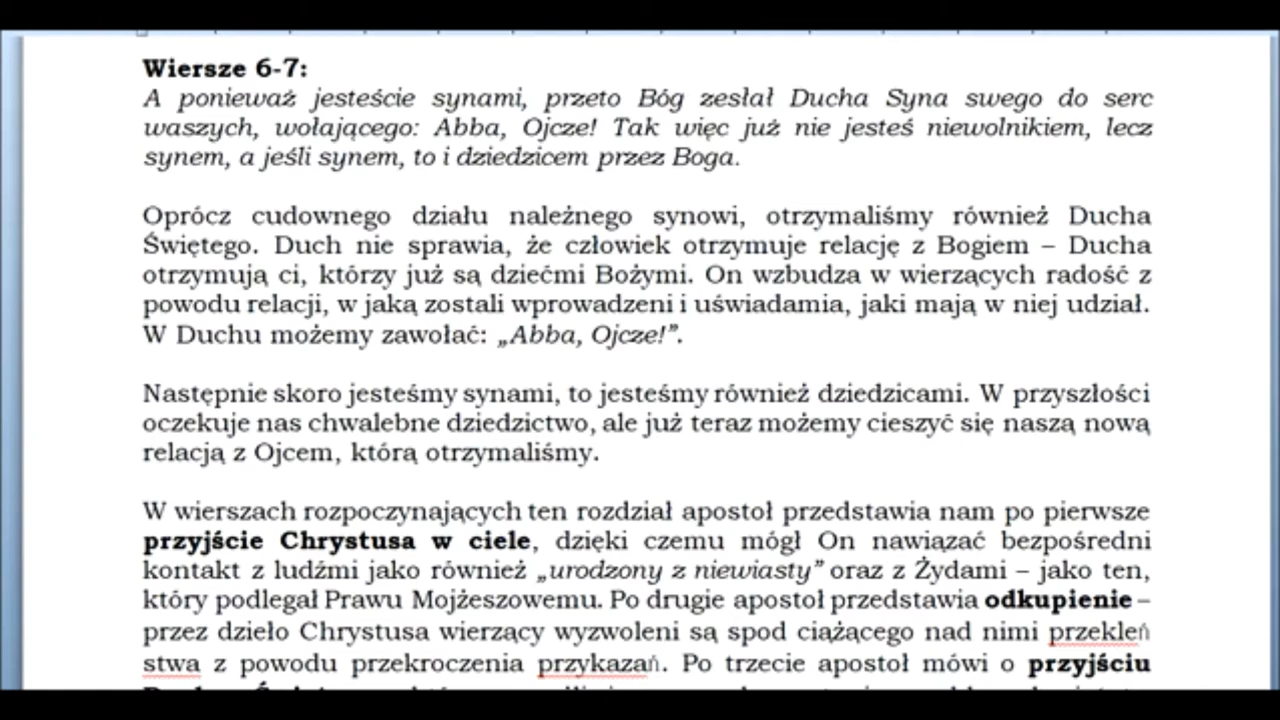 Wiersze 6-7:
A ponieważ jesteście synami, przeto Bóg zesłał Ducha Syna swego do serc
waszych, wołającego: Abba, Ojcze! Tak więc już nie jesteś niewolnikiem, lecz
synem, a jeśli synem, to i dziedzicem przez Boga.
Oprócz cudownego działu należnego synowi, otrzymaliśmy również Ducha
Świętego. Duch nie sprawia, że człowiek otrzymuje relację z Bogiem – Ducha
otrzymują ci, którzy już są dziećmi Bożymi. On wzbudza w wierzących radość z
powodu relacji, w jaką zostali wprowadzeni i uświadamia, jaki mają w niej udział.
W Duchu możemy zawołać: „Abba, Ojcze!”.
Następnie skoro jesteśmy synami, to jesteśmy również dziedzicami. W przyszłości
oczekuje nas chwalebne dziedzictwo, ale już teraz możemy cieszyć się naszą nową
relacją z Ojcem, którą otrzymaliśmy.
W wierszach rozpoczynających ten rozdział apostoł przedstawia nam po pierwsze
przyjście Chrystusa w ciele, dzięki czemu mógł On nawiązać bezpośredni
kontakt z ludźmi jako również „urodzony z niewiasty” oraz z Żydami – jako ten,
który podlegał Prawu Mojżeszowemu. Po drugie apostoł przedstawia odkupienie –
przez dzieło Chrystusa wierzący wyzwoleni są spod ciążącego nad nimi przekleń
stwa z powodu przekroczenia przykazań. Po trzecie apostoł mówi o przyjściu